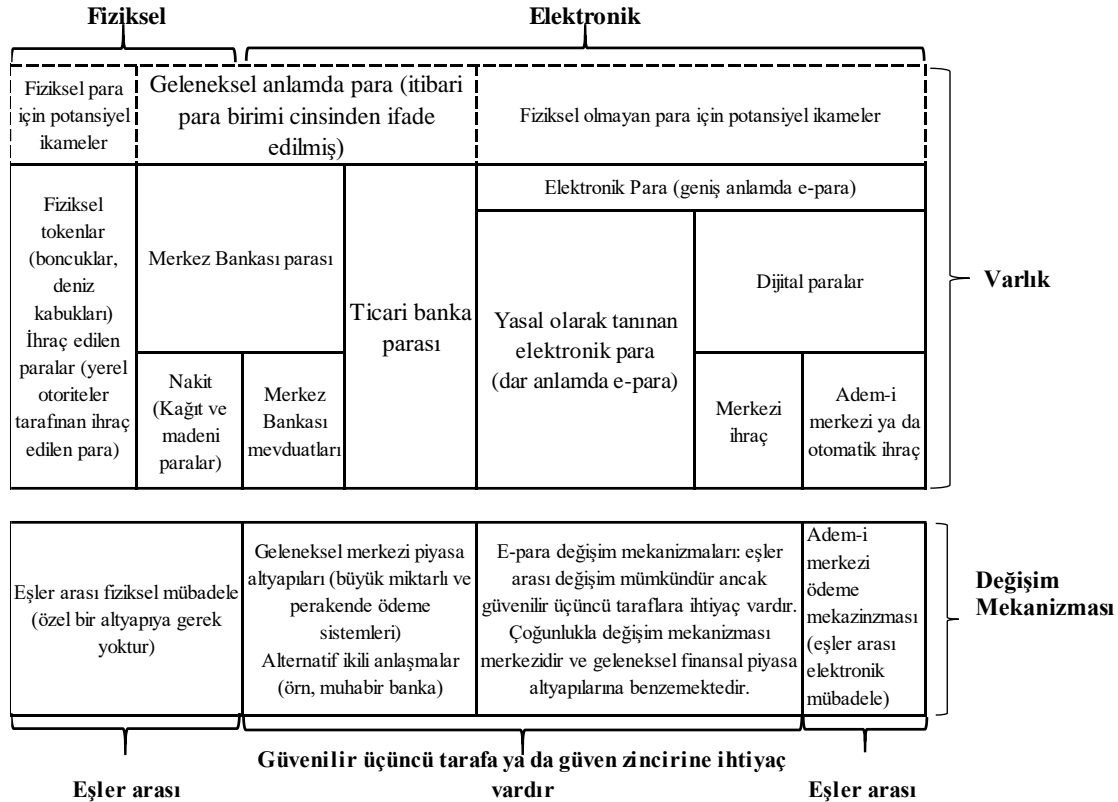 Fiziksel
Elektronik
Fiziksel para
için potansiyel
ikameler
Geleneksel anlamda para (itibari
para birimi cinsinden ifade
edilmiş)
Fiziksel olmayan para için potansiyel ikameler
Fiziksel
tokenlar
(boncuklar,
deniz
kabukları)
İhraç edilen
paralar (yerel
otoriteler
tarafınan ihraç
edilen para)
Merkez Bankası parası
Nakit
(Kağıt ve
madeni
paralar)
Merkez
Bankası
mevduatları
Ticari banka
parası
Elektronik Para (geniş anlamda e-para)
Yasal olarak tanınan
elektronik para
(dar anlamda e-para)
Dijital paralar
Merkezi
ihraç
Adem-i
merkezi ya da
otomatik ihraç
Varlık
Eşler arası fiziksel mübadele
(özel bir altyapıya gerek
yoktur)
Geleneksel merkezi piyasa
altyapıları (büyük miktarlı ve
perakende ödeme
sistemleri)
Alternatif ikili anlaşmalar
(örn, muhabir banka)
E-para değişim mekanizmaları: eşler
arası değişim mümkündür ancak
güvenilir üçüncü taraflara ihtiyaç vardır.
Çoğunlukla değişim mekanizması
merkezidir ve geleneksel finansal piyasa
altyapılarına benzemektedir.
Adem-i
merkezi
ödeme
mekazinzması
(eşler arası
elektronik
mübadele)
Değişim
Mekanizması
Eşler arası
Güvenilir üçüncü tarafa ya da güven zincirine ihtiyaç
vardır
Eşler arası